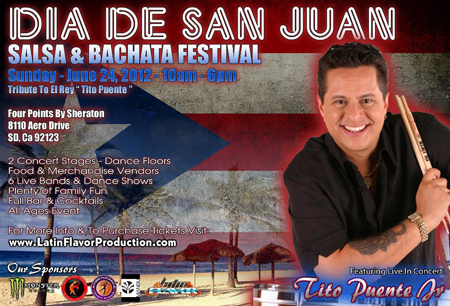 DIA DE SAN JUAN
SALSA & BACHATA FESTIVAL
Sunday - June 24, 2012 - 10am - 6pm
Tribute To El Rey " Tito Puente "
Four Points By Sheraton
8110 Aero Drive
SD, Ca 92123
2 Concert Stages - Dance Floors
Food & Merchandise Vendors
6 Live Bands & Dance Shows
Plenty of Family Fun
Full Bar & Cocktails
All Ages Event
For More Info & To Purchase Tickets Visit
www.LatinFlavorProduction.com
Our Sponsors
MONSTER
Featuring Live In Concert:
Tito Puente Jr